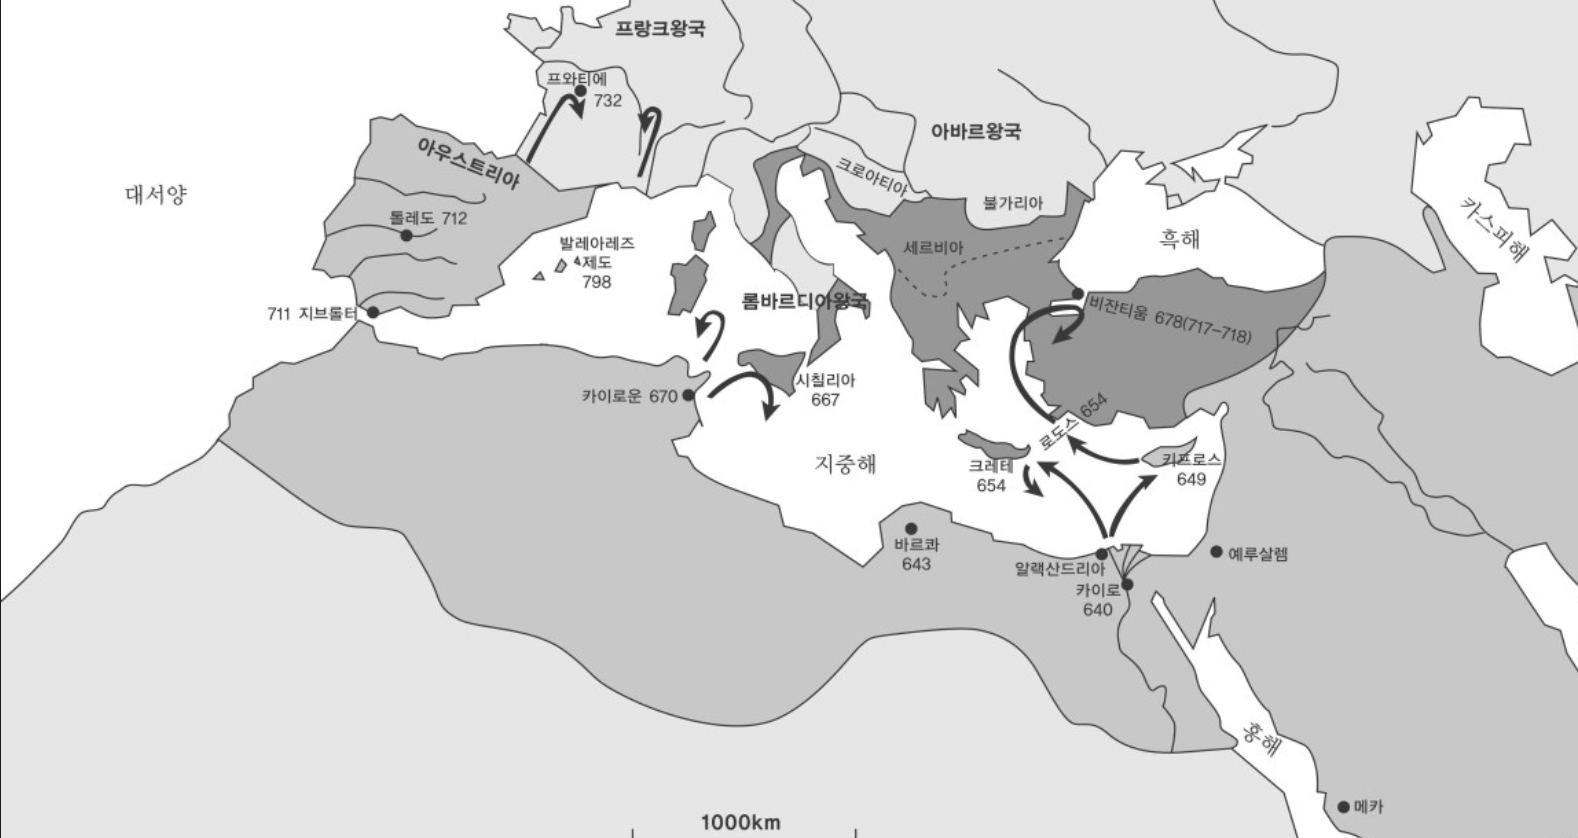 프랑크왕국
프와티에
732
아바르왕국
아우스트리아
크로아티아
대서양
톨레도 712
불가리아
카스피해
발레아레즈
제도
798
세르비아
흑해
711 지브롤터
롬바르디아왕국
비잔티움 678(717-718)
카이로운 670
시칠리아
667
로도스 654
지중해
크레테
654
키프로스
649
바르콰
643
알랙산드리아
예루살렘
카이로
640
홍해
메카
1000km